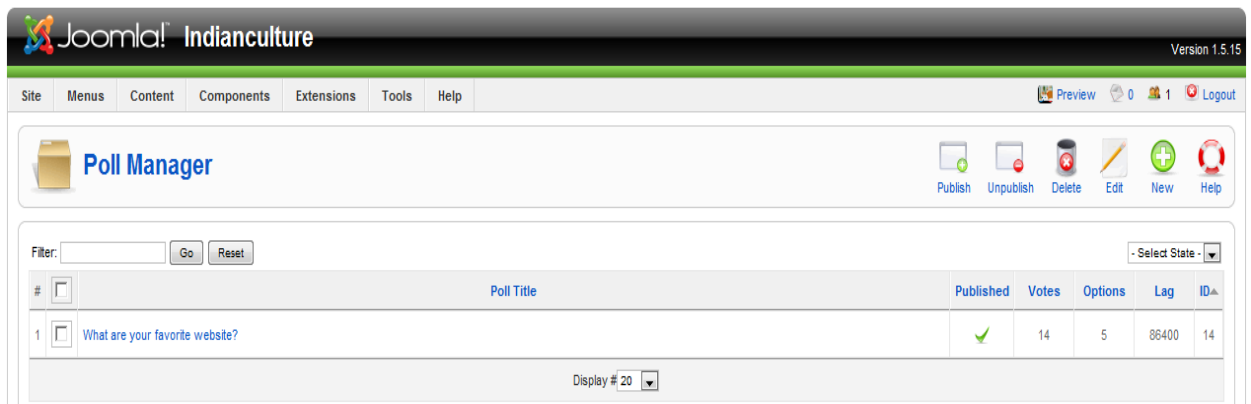 Joomla!™ Indianculture
Version 1.5.15
Site Menus Content Components Extensions Tools Help Preview 0 1 Logout
Poll Manager
Publish Unpublish Delete Edit New Help
Filter: Go Reset - Select State -
# Poll Title Published Votes Options Lag ID
1 What are your favorite website? 14 5 86400 14
Display # 20